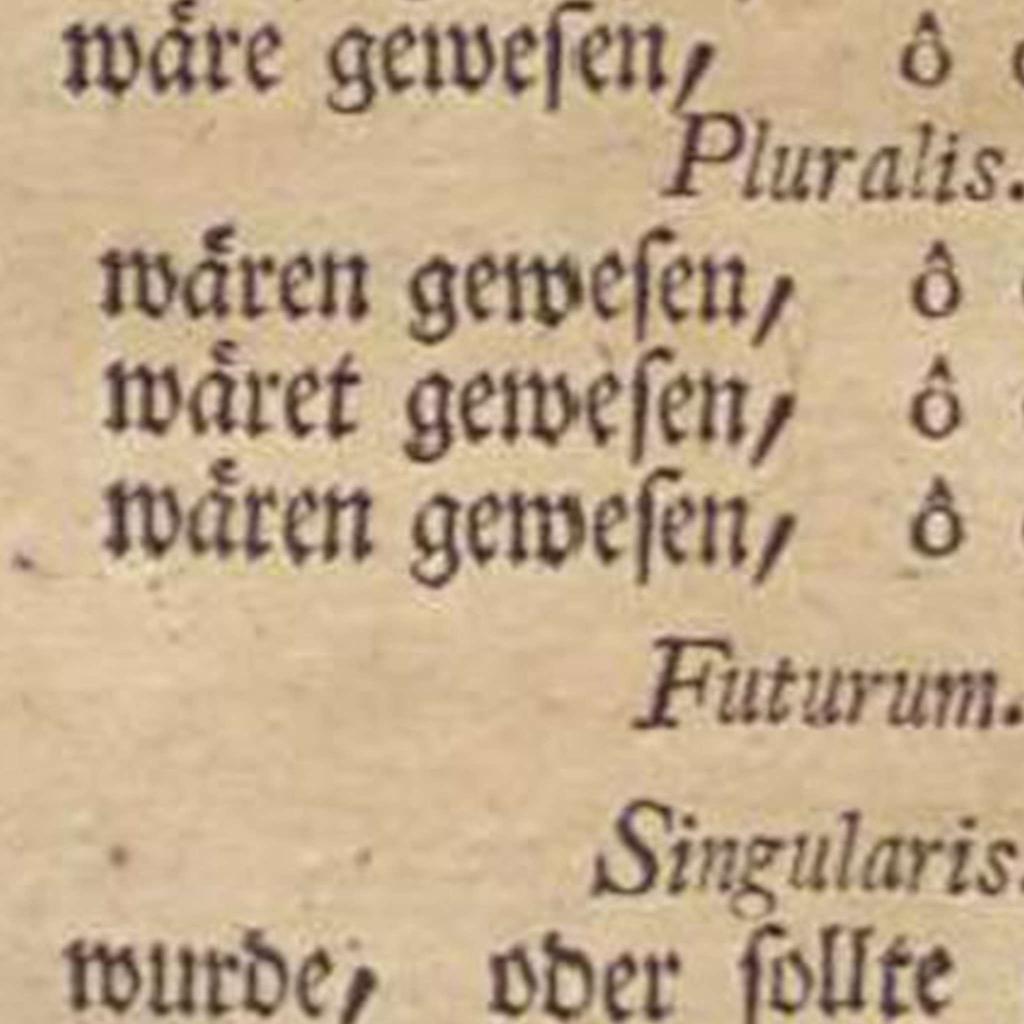 wåre geweſen, ô
Pluralis.
wåren geweſen, ô
wåret geweſen, ô
wåren geweſen, ô
Futurum.
Singularis.
wurde, oder ſollte